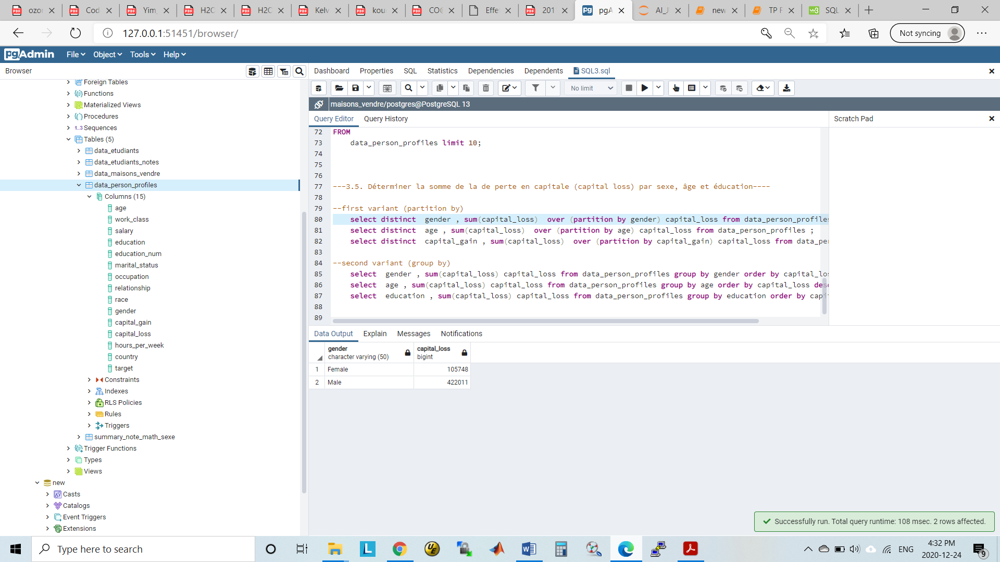 ozo
Cod
Yim_
H2C
H2C
Kelv
kou
COC
Effe
201
pgA
AI_J
new
TP F
SQL
127.0.0.1:51451/browser/
Not syncing
pgAdmin
File
Object
Tools
Help
Browser
Dashboard
Properties
SQL
Statistics
Dependencies
Dependents
SQL3.sql
No limit
maisons_vendre/postgres@PostgreSQL 13
Query Editor
Query History
Scratch Pad
Foreign Tables
Functions
Materialized Views
Procedures
1..3 Sequences
Tables (5)
data_etudiants
data_etudiants_notes
data_maisons_vendre
data_person_profiles
Columns (15)
age
work_class
salary
education
education_num
marital_status
occupation
relationship
race
gender
capital_gain
capital_loss
hours_per_week
country
target
Constraints
Indexes
RLS Policies
Rules
Triggers
summary_note_math_sexe
Trigger Functions
Types
Views
new
Casts
Catalogs
Event Triggers
Extensions
72 FROM
73 data_person_profiles limit 10;
74
75
76
77 ---3.5. Déterminer la somme de la de perte en capitale (capital loss) par sexe, âge et éducation----
78
79 --first variant (partition by)
80 select distinct gender , sum(capital_loss) over (partition by gender) capital_loss from data_person_profiles
81 select distinct age , sum(capital_loss) over (partition by age) capital_loss from data_person_profiles ;
82 select distinct capital_gain , sum(capital_loss) over (partition by capital_gain) capital_loss from data_per
83
84 --second variant (group by)
85 select gender , sum(capital_loss) capital_loss from data_person_profiles group by gender order by capital_los
86 select age , sum(capital_loss) capital_loss from data_person_profiles group by age order by capital_loss desc
87 select education , sum(capital_loss) capital_loss from data_person_profiles group by education order by capi
88
89
Data Output
Explain
Messages
Notifications
gender
character varying (50)
capital_loss
bigint
1 Female 105748
2 Male 422011
Successfully run. Total query runtime: 108 msec. 2 rows affected.
Type here to search
ENG
4:32 PM
2020-12-24
9